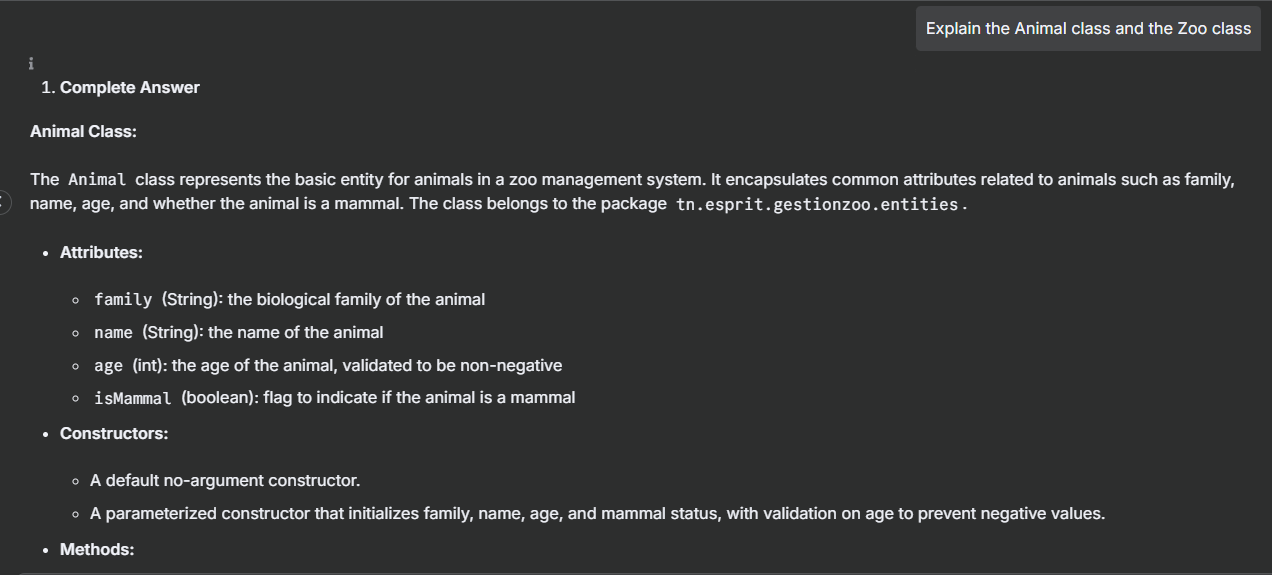 Explain the Animal class and the Zoo class
1. Complete Answer
Animal Class:
The Animal class represents the basic entity for animals in a zoo management system. It encapsulates common attributes related to animals such as family,
name, age, and whether the animal is a mammal. The class belongs to the package tn.esprit.gestionzoo.entities.
• Attributes:
◦ family (String): the biological family of the animal
◦ name (String): the name of the animal
◦ age (int): the age of the animal, validated to be non-negative
◦ isMammal (boolean): flag to indicate if the animal is a mammal
• Constructors:
◦ A default no-argument constructor.
◦ A parameterized constructor that initializes family, name, age, and mammal status, with validation on age to prevent negative values.
• Methods: